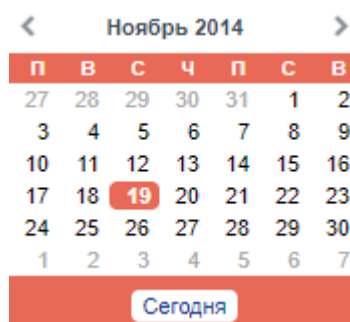 < Ноябрь 2014 >
П В С Ч П С В
27 28 29 30 31 1 2
3 4 5 6 7 8 9
10 11 12 13 14 15 16
17 18 19 20 21 22 23
24 25 26 27 28 29 30
1 2 3 4 5 6 7
Сегодня